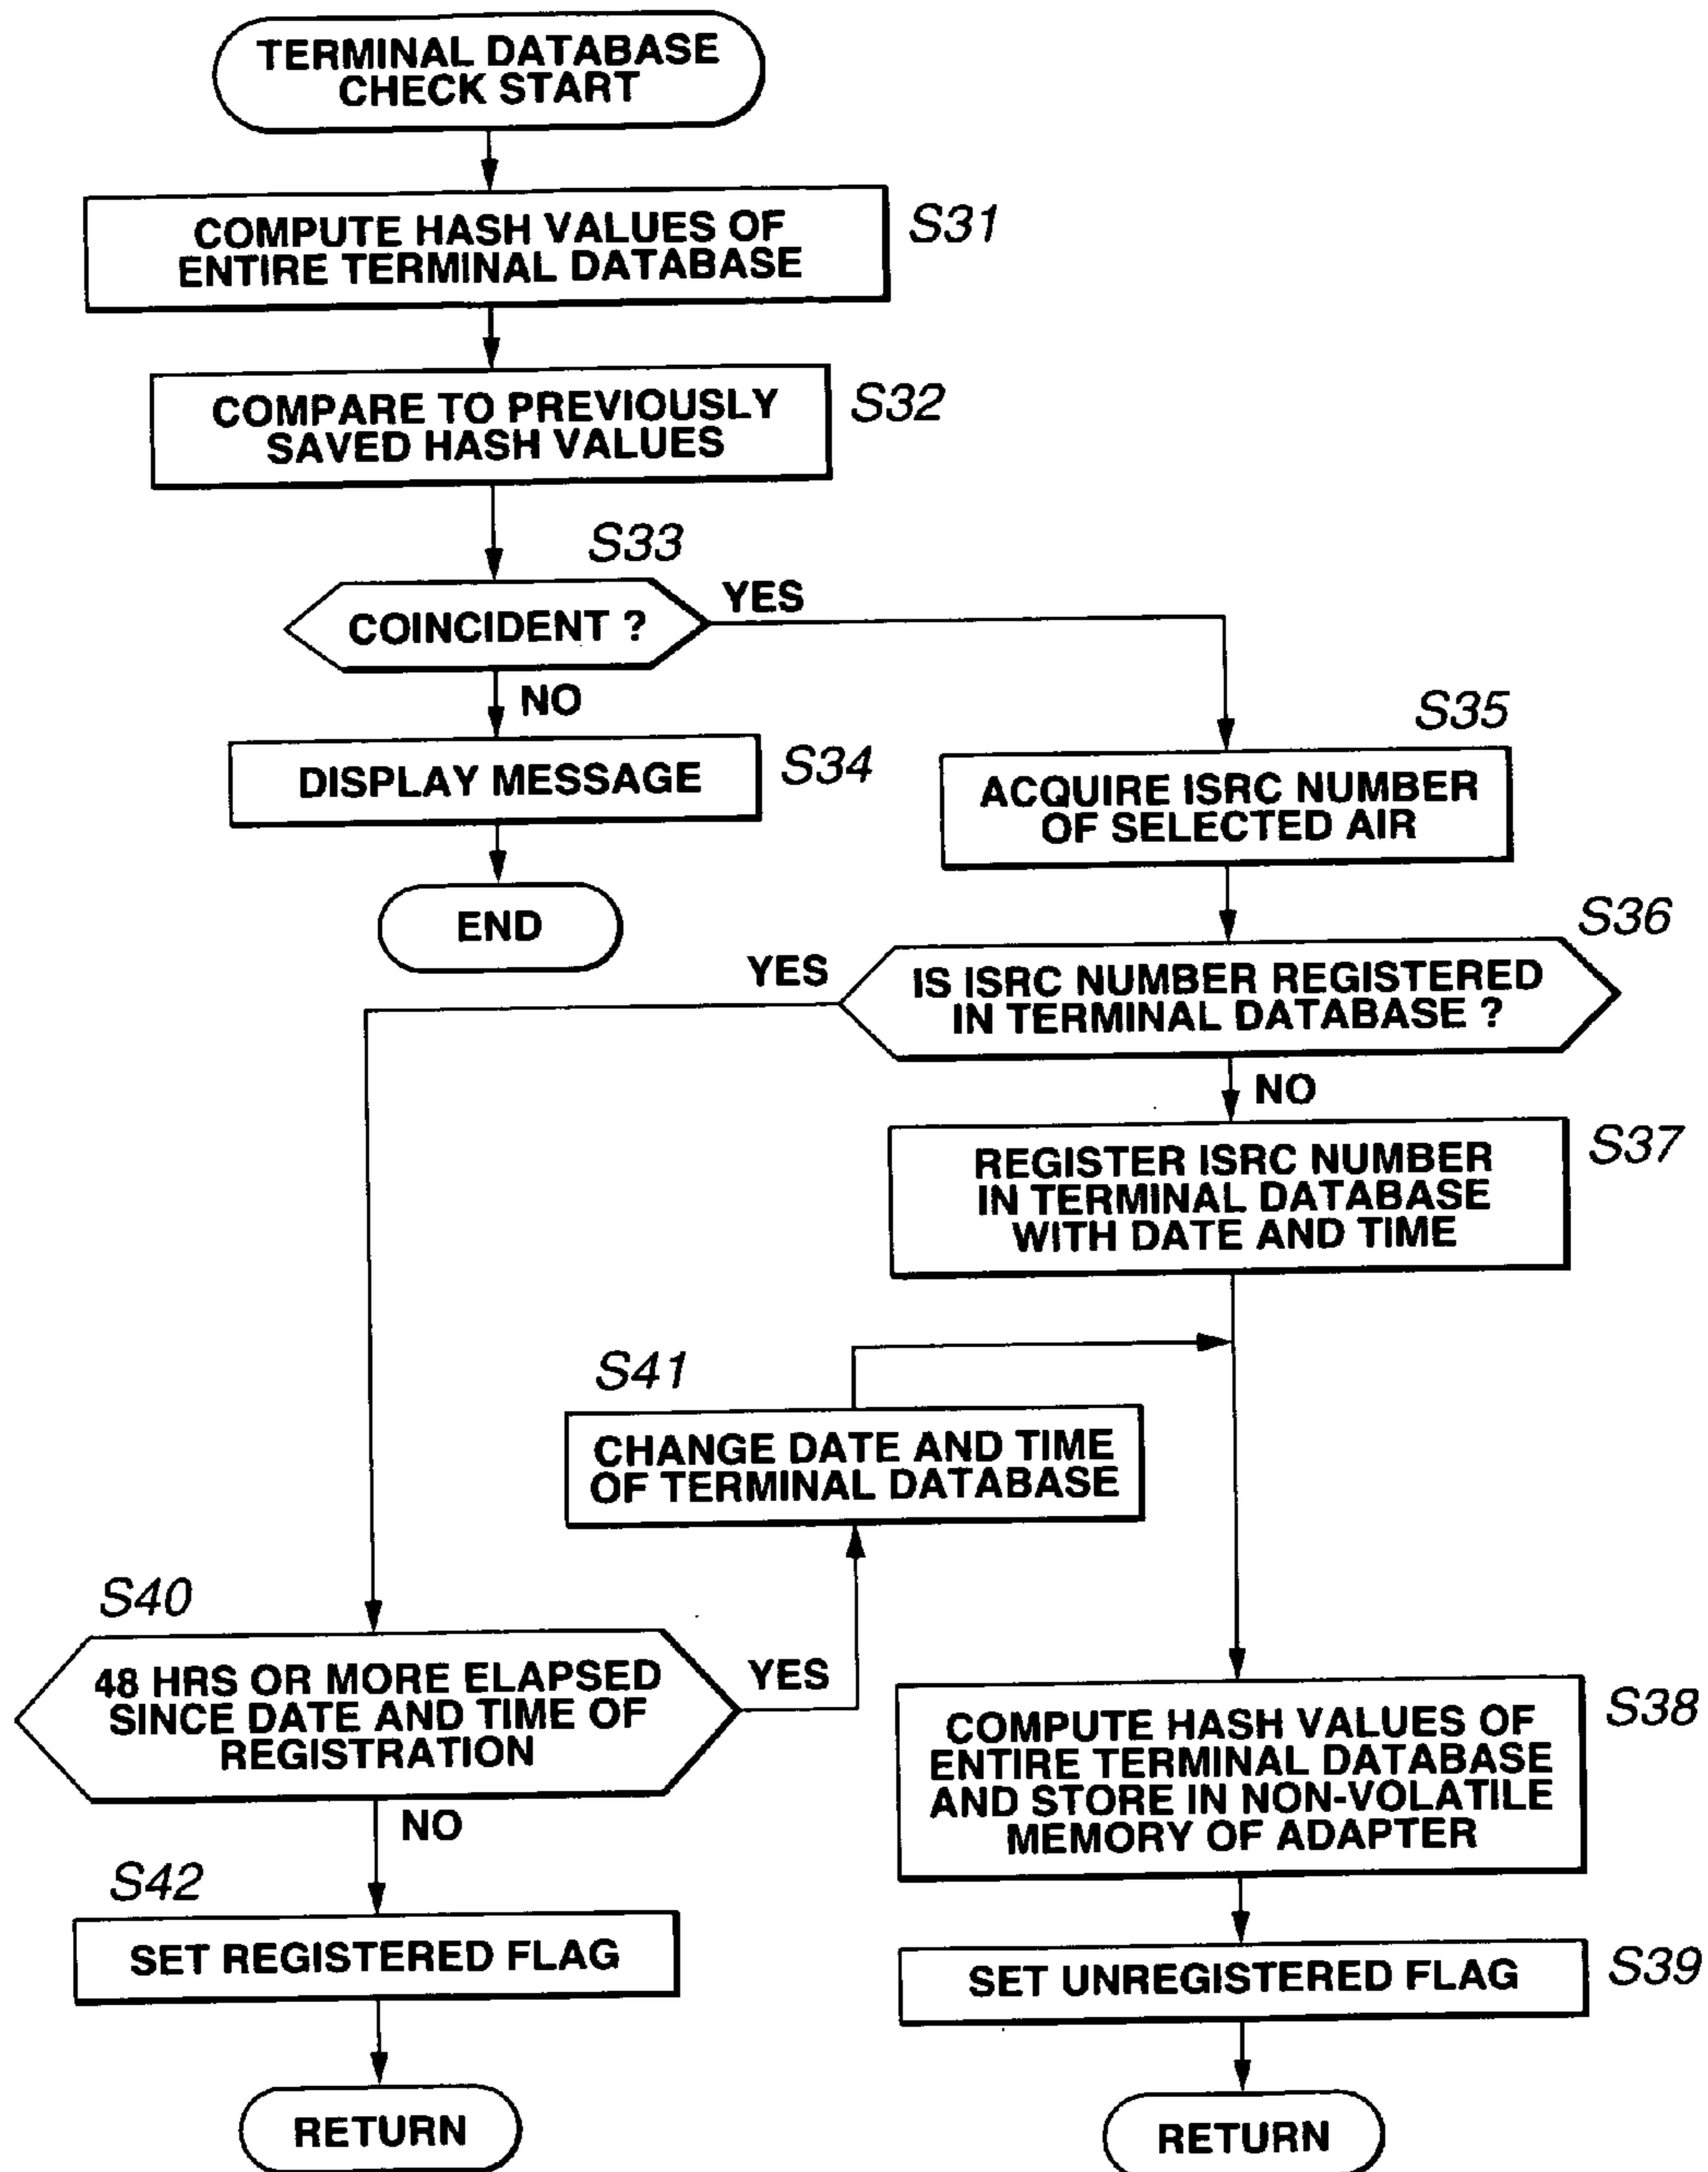 TERMINAL DATABASE
CHECK START
COMPUTE HASH VALUES OF
ENTIRE TERMINAL DATABASE
S31
COMPARE TO PREVIOUSLY
SAVED HASH VALUES
S32
S33
COINCIDENT ?
YES
NO
DISPLAY MESSAGE
S34
END
S35
ACQUIRE ISRC NUMBER
OF SELECTED AIR
S36
IS ISRC NUMBER REGISTERED
IN TERMINAL DATABASE ?
YES
NO
REGISTER ISRC NUMBER
IN TERMINAL DATABASE
WITH DATE AND TIME
S37
S41
CHANGE DATE AND TIME
OF TERMINAL DATABASE
S40
48 HRS OR MORE ELAPSED
SINCE DATE AND TIME OF
REGISTRATION
YES
NO
COMPUTE HASH VALUES OF
ENTIRE TERMINAL DATABASE
AND STORE IN NON-VOLATILE
MEMORY OF ADAPTER
S38
S42
SET REGISTERED FLAG
SET UNREGISTERED FLAG
S39
RETURN
RETURN